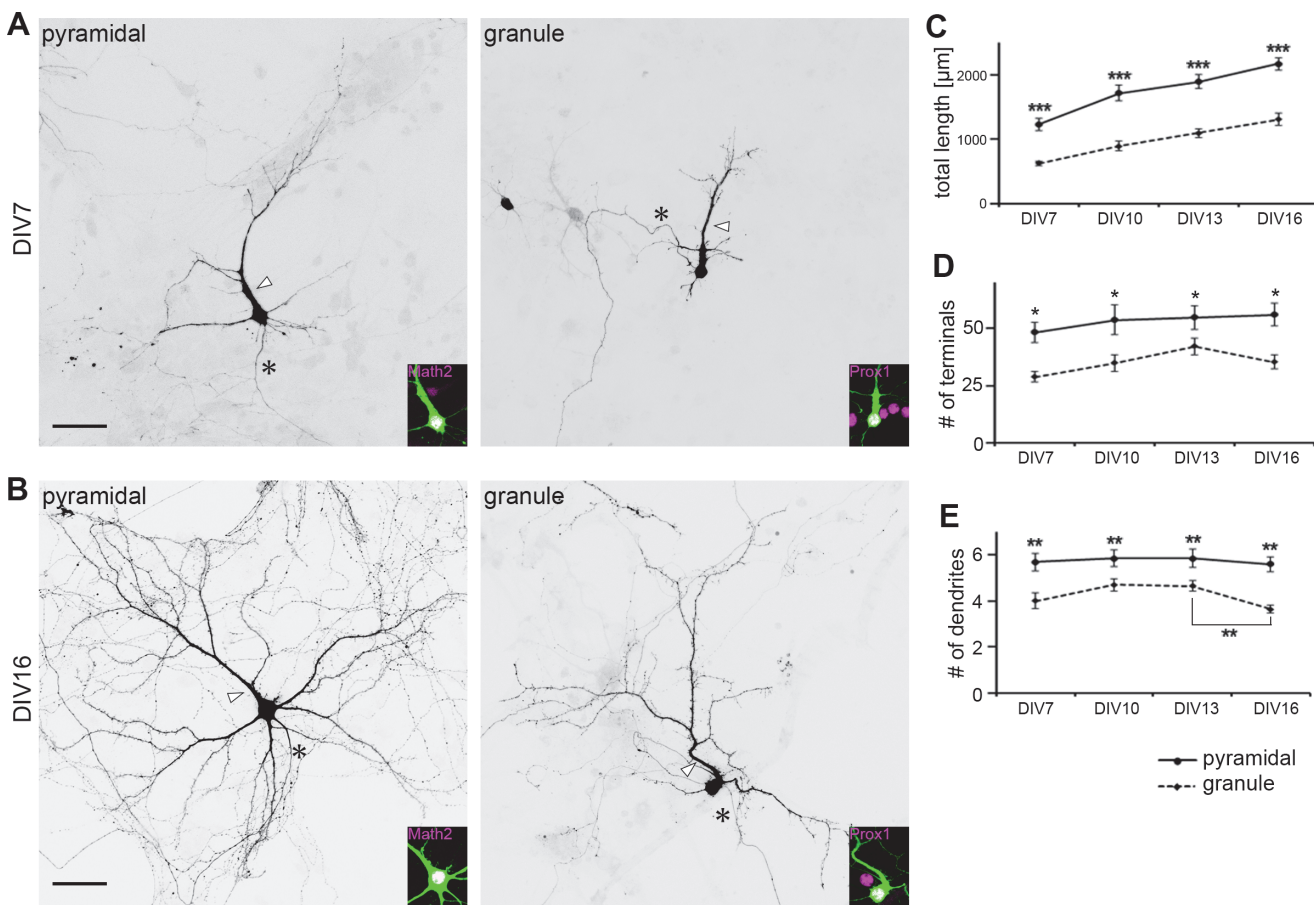 A
pyramidal
granule
DIV7
*
*
Math2
Prox1
B
pyramidal
granule
DIV16
*
*
Math2
Prox1
C
total length [µm]
2000
1000
0
***
***
***
***
DIV7 DIV10 DIV13 DIV16
D
# of terminals
50
25
0
*
*
*
*
DIV7 DIV10 DIV13 DIV16
E
# of dendrites
6
4
2
0
**
**
**
**
**
DIV7 DIV10 DIV13 DIV16
pyramidal
granule